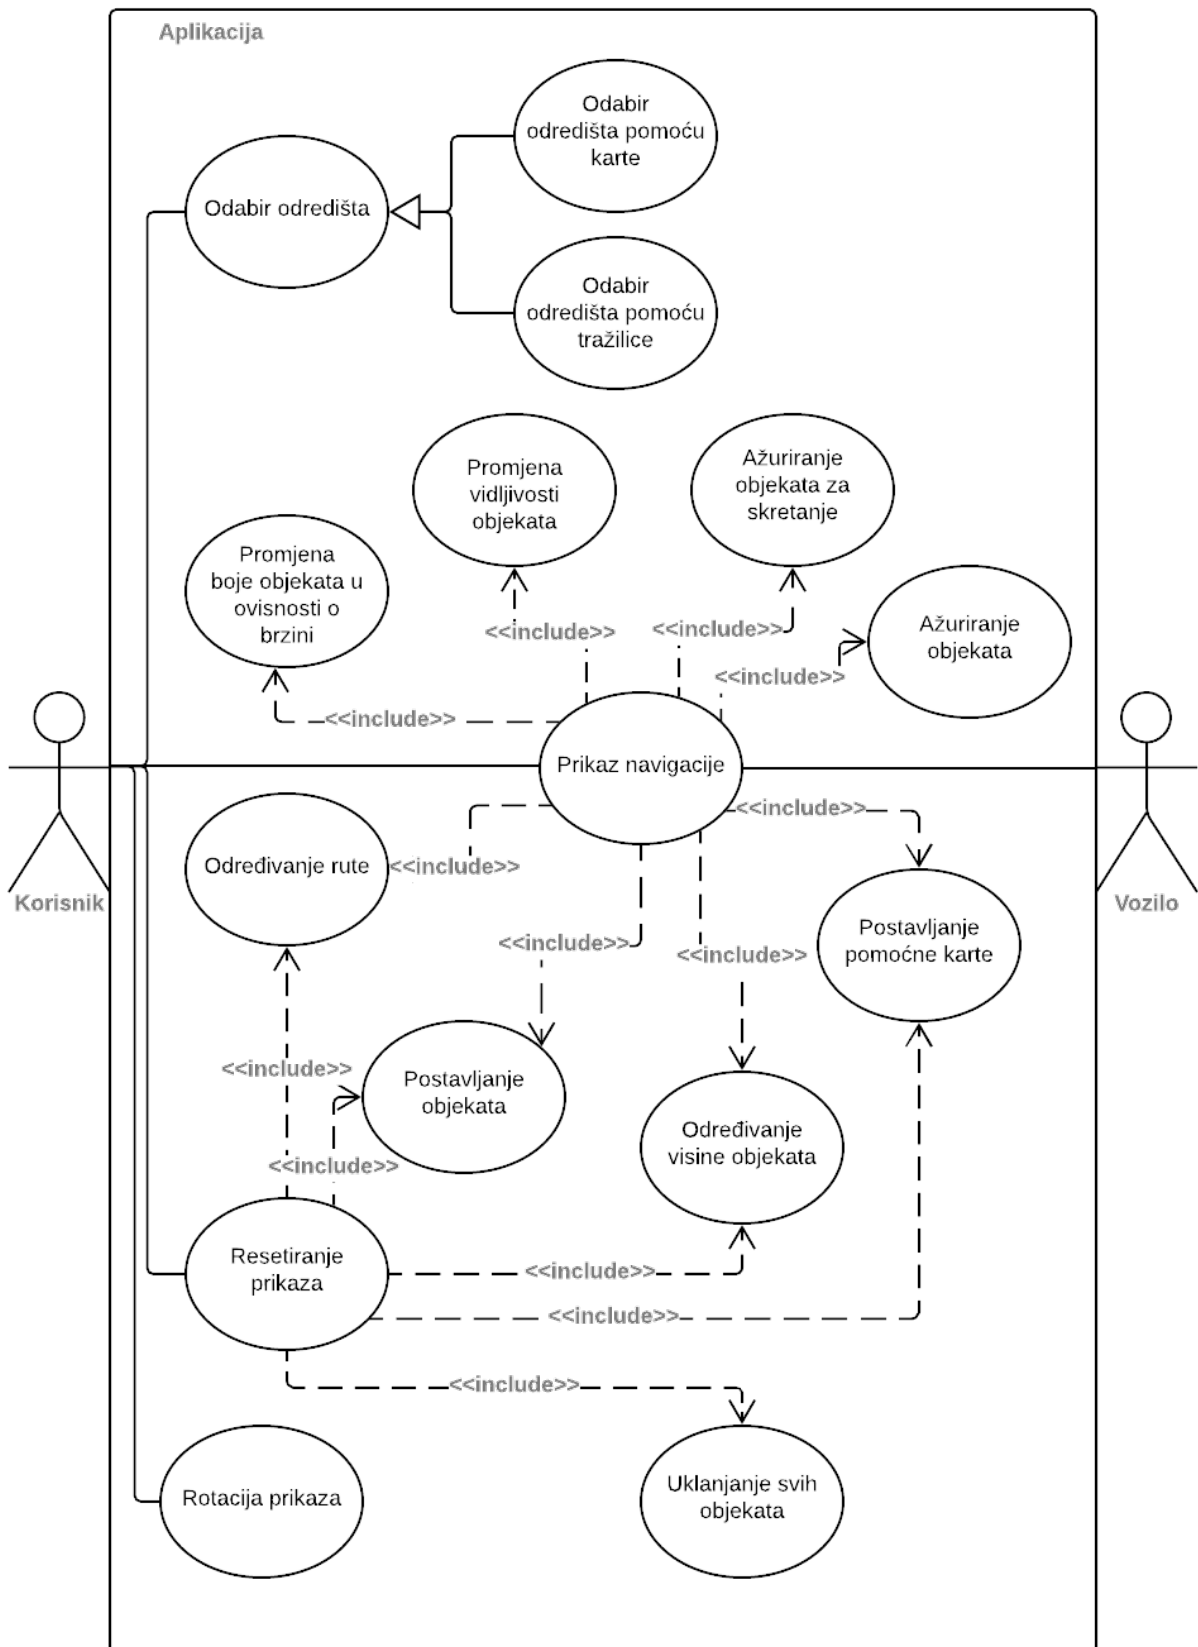 Aplikacija
Odabir
odredišta pomoću
karte
Odabir odredišta
Odabir
odredišta pomoću
tražilice
Promjena
vidljivosti
objekata
Ažuriranje
objekata za
skretanje
Promjena
boje objekata u
ovisnosti o
brzini
Ažuriranje
objekata
<<include>>
<<include>>
<<include>>
<<include>>
Prikaz navigacije
<<include>>
Određivanje rute
<<include>>
Korisnik
Vozilo
Postavljanje
pomoćne karte
<<include>>
<<include>>
<<include>>
Postavljanje
objekata
Određivanje
visine objekata
<<include>>
Resetiranje
prikaza
<<include>>
<<include>>
<<include>>
Rotacija prikaza
Uklanjanje svih
objekata